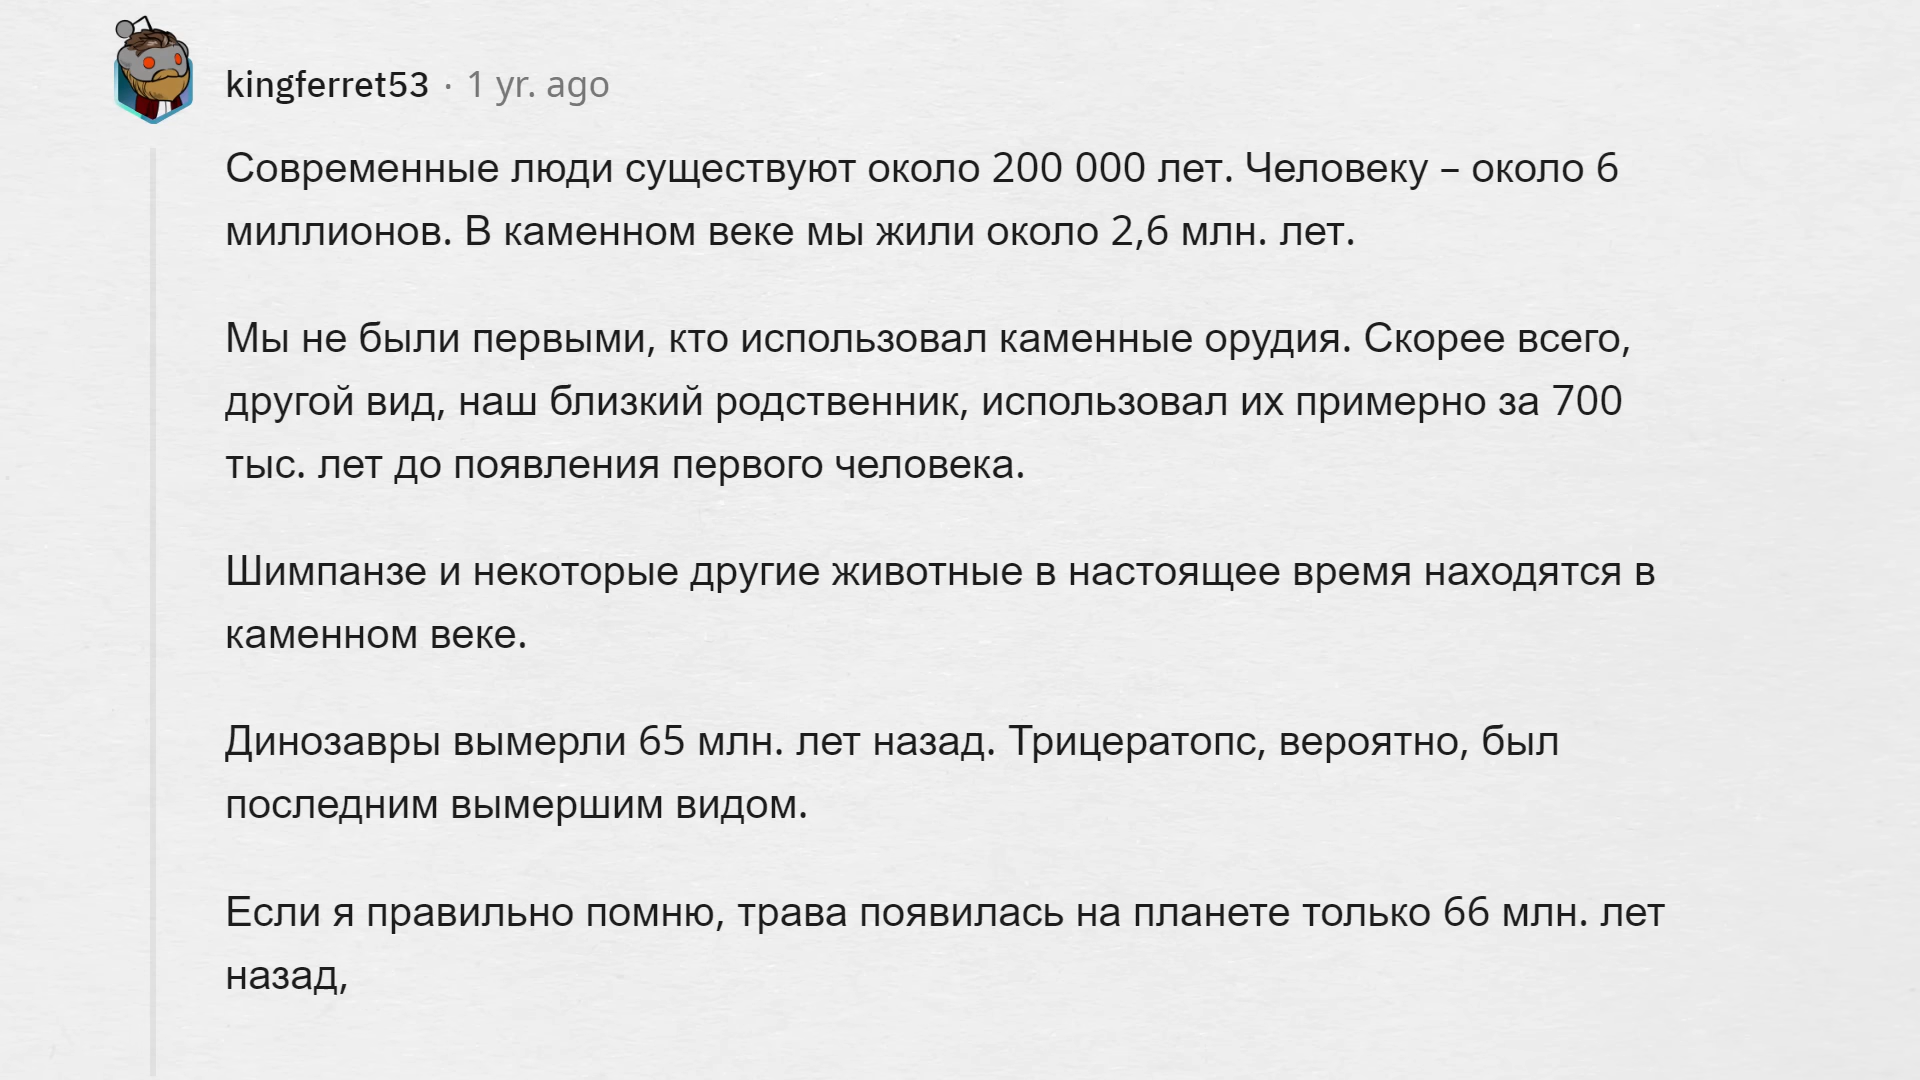 kingferret53 · 1 yr. ago
Современные люди существуют около 200 000 лет. Человеку – около 6
миллионов. В каменном веке мы жили около 2,6 млн. лет.
Мы не были первыми, кто использовал каменные орудия. Скорее всего,
другой вид, наш близкий родственник, использовал их примерно за 700
тыс. лет до появления первого человека.
Шимпанзе и некоторые другие животные в настоящее время находятся в
каменном веке.
Динозавры вымерли 65 млн. лет назад. Трицератопс, вероятно, был
последним вымершим видом.
Если я правильно помню, трава появилась на планете только 66 млн. лет
назад,